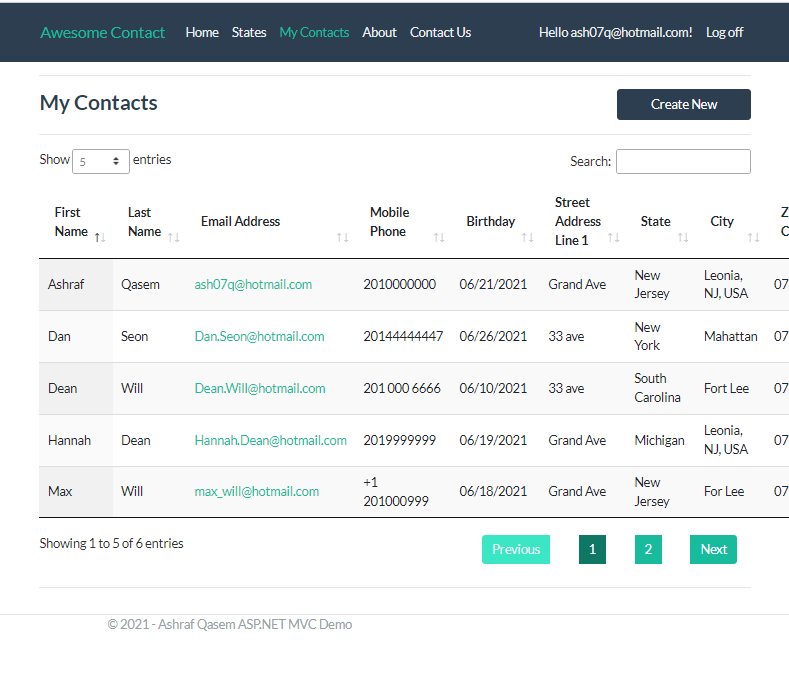 Awesome Contact Home States My Contacts About Contact Us Hello ash07q@hotmail.com! Log off
My Contacts Create New
Show 5 entries Search:
First Name Last Name Email Address Mobile Phone Birthday Street Address Line 1 State City
Ashraf Qasem ash07q@hotmail.com 2010000000 06/21/2021 Grand Ave New Jersey Leonia, NJ, USA 07
Dan Seon Dan.Seon@hotmail.com 20144444447 06/26/2021 33 ave New York Mahattan 07
Dean Will Dean.Will@hotmail.com 201 000 6666 06/10/2021 33 ave South Carolina Fort Lee 07
Hannah Dean Hannah.Dean@hotmail.com 2019999999 06/19/2021 Grand Ave Michigan Leonia, NJ, USA 07
Max Will max_will@hotmail.com +1 201000999 06/18/2021 Grand Ave New Jersey For Lee 07
Showing 1 to 5 of 6 entries Previous 1 2 Next
© 2021 - Ashraf Qasem ASP.NET MVC Demo